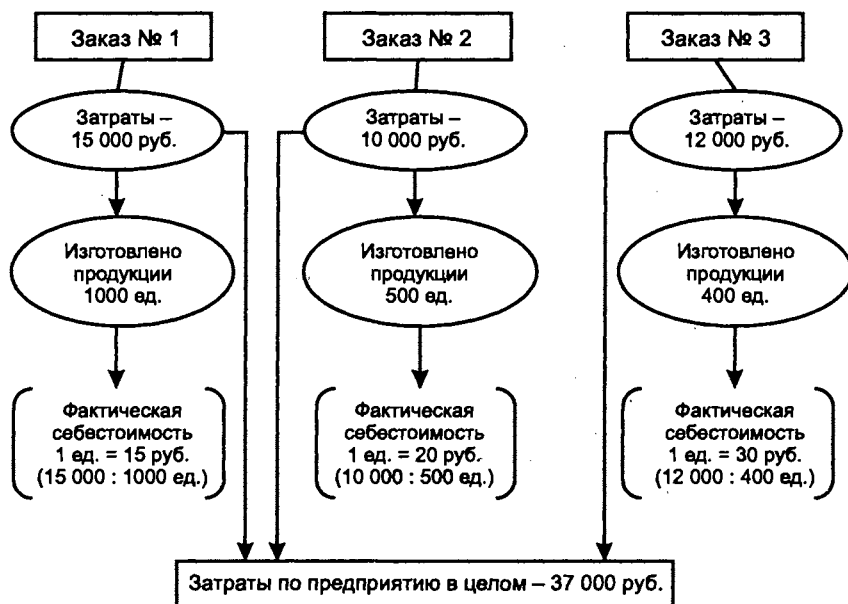 Заказ № 1
Затраты –
15 000 руб.
Изготовлено
продукции
1000 ед.
Фактическая
себестоимость
1 ед. = 15 руб.
(15 000 : 1000 ед.)
Заказ № 2
Затраты –
10 000 руб.
Изготовлено
продукции
500 ед.
Фактическая
себестоимость
1 ед. = 20 руб.
(10 000 : 500 ед.)
Заказ № 3
Затраты –
12 000 руб.
Изготовлено
продукции
400 ед.
Фактическая
себестоимость
1 ед. = 30 руб.
(12 000 : 400 ед.)
Затраты по предприятию в целом – 37 000 руб.